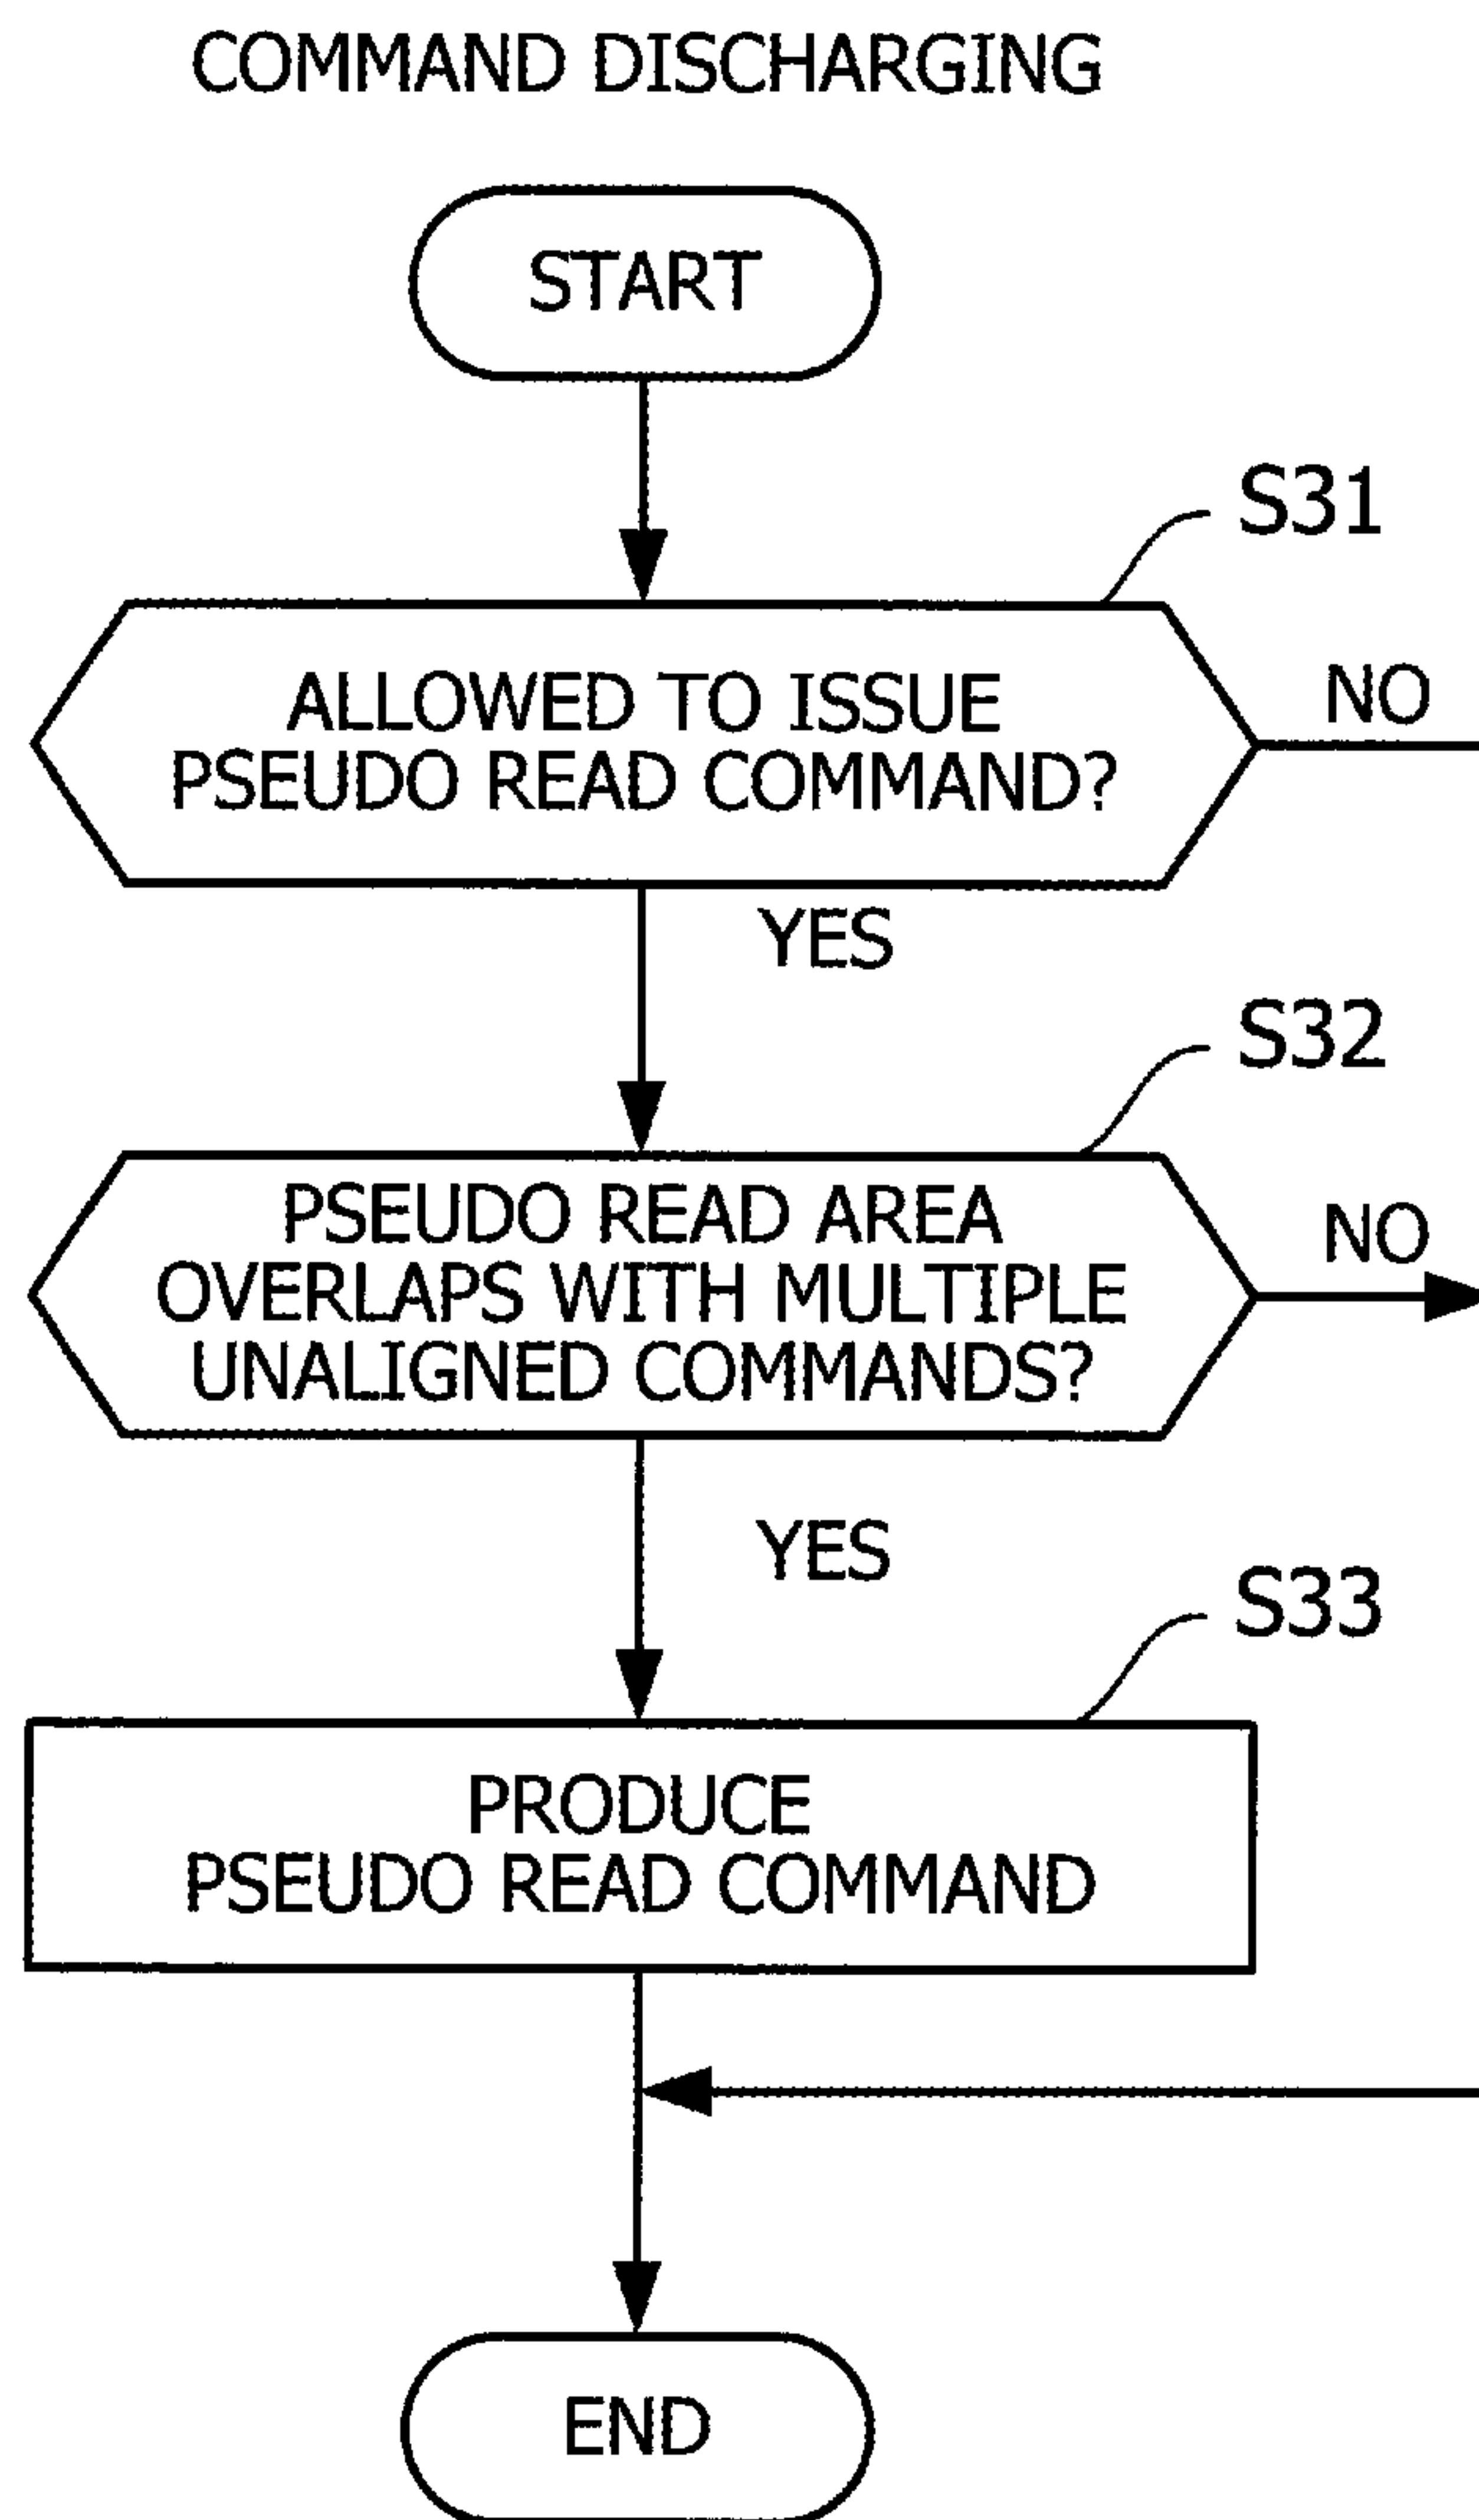 COMMAND DISCHARGING
START
S31
ALLOWED TO ISSUE
PSEUDO READ COMMAND?
NO
YES
S32
PSEUDO READ AREA
OVERLAPS WITH MULTIPLE
UNALIGNED COMMANDS?
NO
YES
S33
PRODUCE
PSEUDO READ COMMAND
END